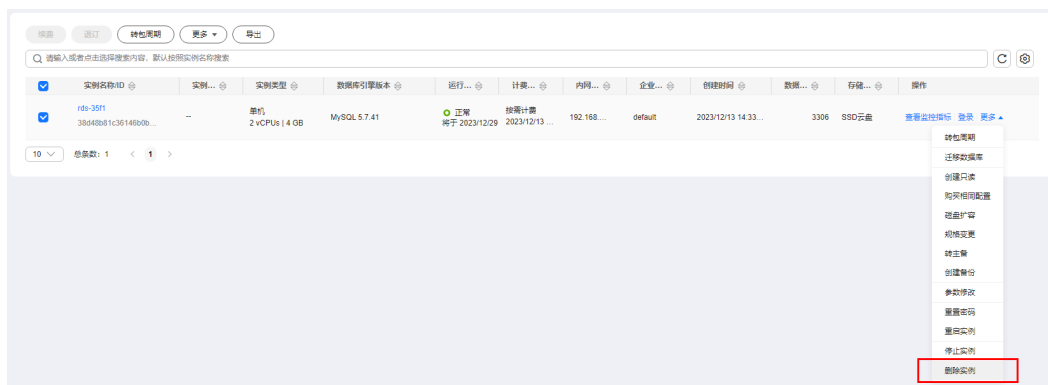 续费 退订 转包周期 更多 导出
请输入或者点击选择搜索内容，默认按照实例名称搜索
实例名称/ID 实例... 实例类型 数据库引擎版本 运行... 计费... 内网... 企业... 创建时间 数据... 存储... 操作
rds-35f1
38d48b81c36146b0b...
--
单机
2 vCPUs | 4 GB
MySQL 5.7.41
正常
将于 2023/12/29
按需计费
2023/12/13 ...
192.168....
default
2023/12/13 14:33...
3306
SSD云盘
查看监控指标 登录 更多
10 总条数：1 < 1 >
转包周期
迁移数据库
创建只读
购买相同配置
磁盘扩容
规格变更
转主备
创建备份
参数修改
重置密码
重启实例
停止实例
删除实例